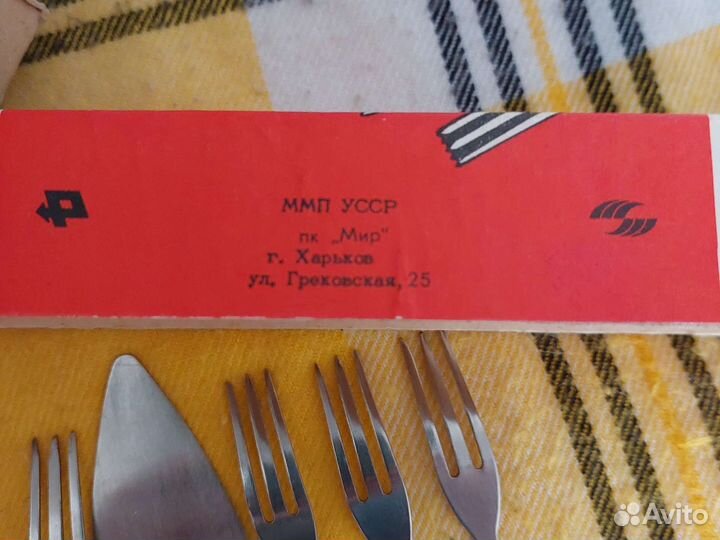 ММП УССР
пк „Мир"
г. Харьков
ул. Грековская, 25
Avito